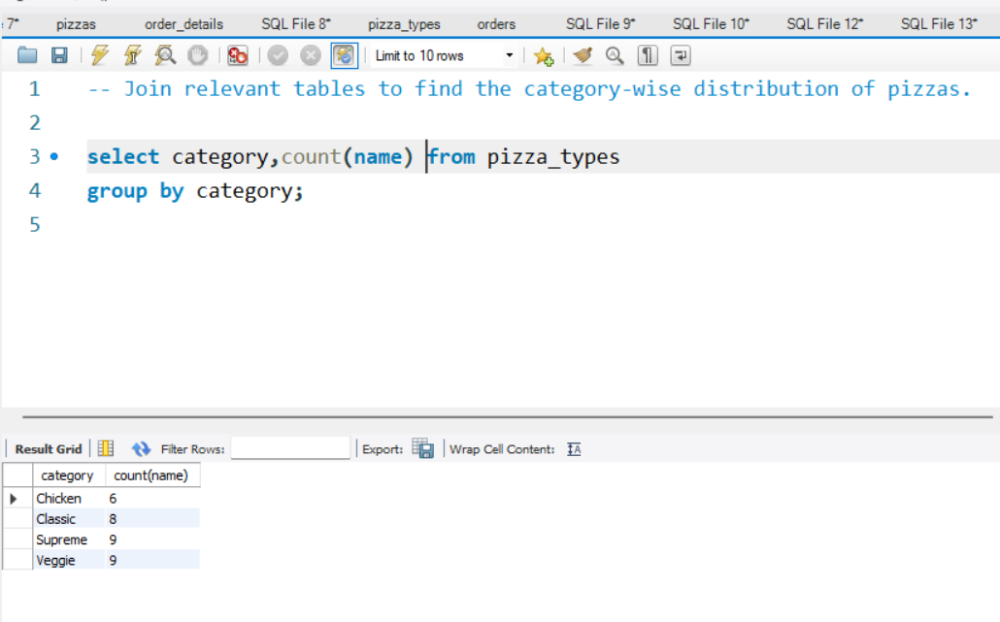 7* pizzas order_details SQL File 8* pizza_types orders SQL File 9* SQL File 10* SQL File 12* SQL File 13*
Limit to 10 rows
1 -- Join relevant tables to find the category-wise distribution of pizzas.
2
3 select category,count(name) from pizza_types
4 group by category;
5
Result Grid Filter Rows: Export: Wrap Cell Content: IA
category count(name)
Chicken 6
Classic 8
Supreme 9
Veggie 9